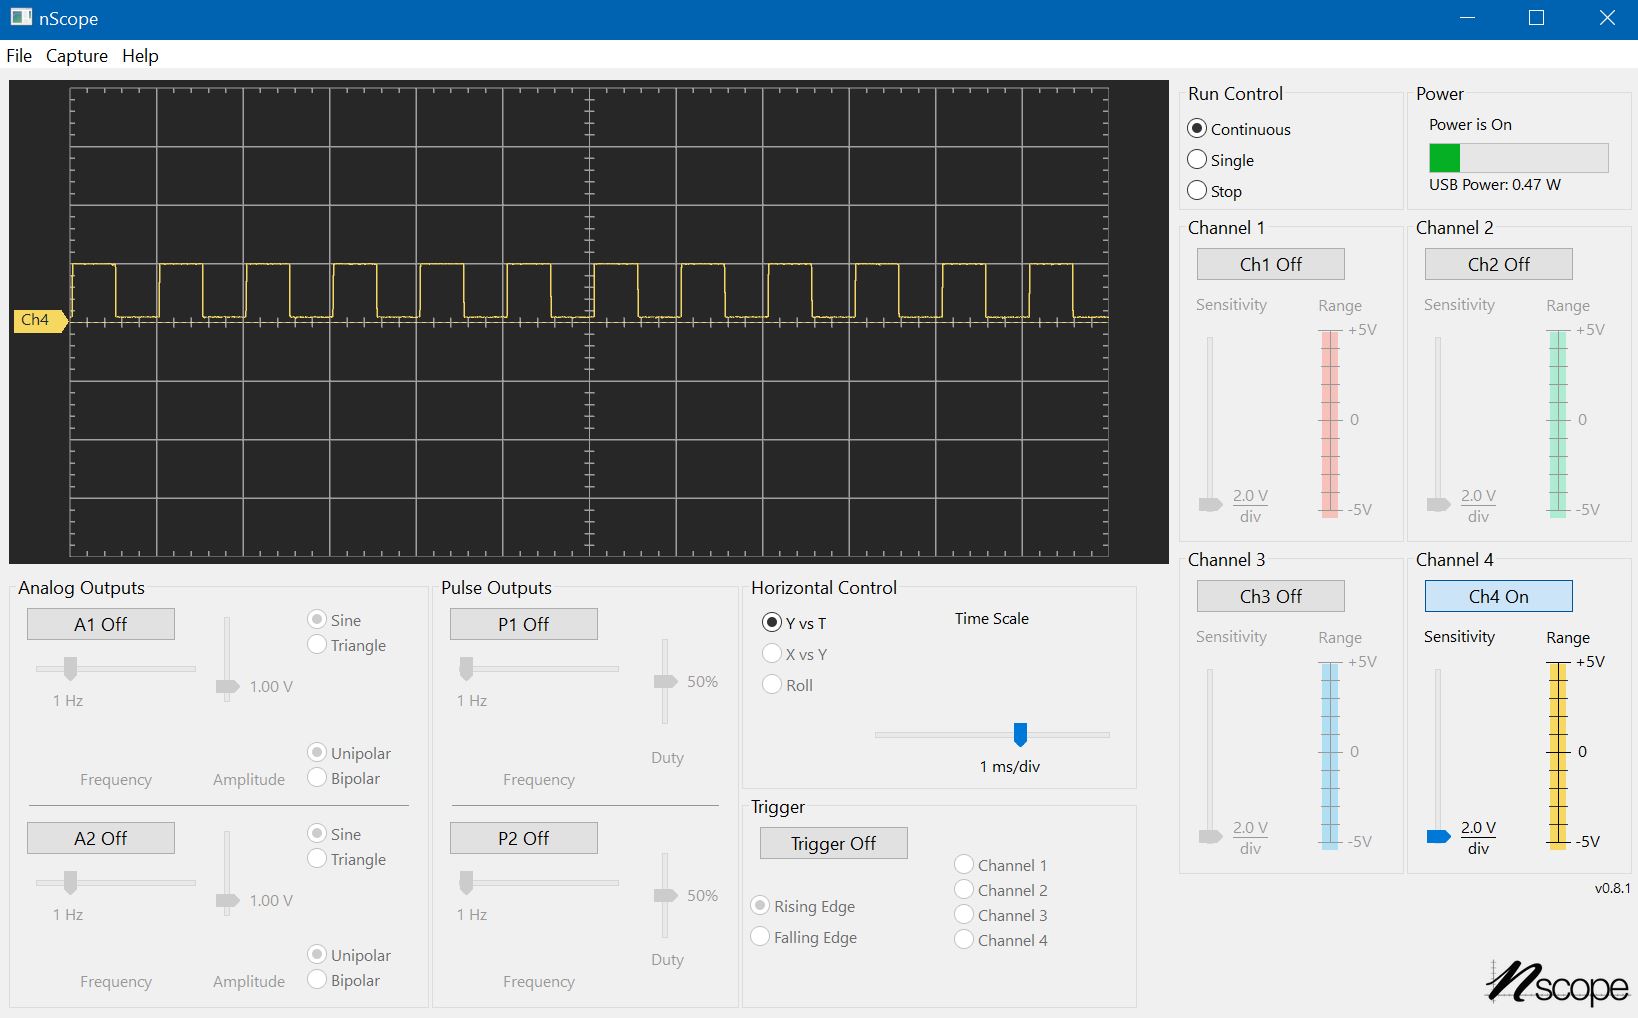 nScope
File Capture Help
Ch4
Run Control
Continuous
Single
Stop
Power
Power is On
USB Power: 0.47 W
Channel 1
Ch1 Off
Sensitivity Range
+5V
0
2.0 V
div
-5V
Channel 2
Ch2 Off
Sensitivity Range
+5V
0
2.0 V
div
-5V
Channel 3
Ch3 Off
Sensitivity Range
+5V
0
2.0 V
div
-5V
Channel 4
Ch4 On
Sensitivity Range
+5V
0
2.0 V
div
-5V
v0.8.1
Analog Outputs
A1 Off
Sine
Triangle
1.00 V
1 Hz
Unipolar
Bipolar
Frequency Amplitude
A2 Off
Sine
Triangle
1.00 V
1 Hz
Unipolar
Bipolar
Frequency Amplitude
Pulse Outputs
P1 Off
50%
1 Hz
Duty
Frequency
P2 Off
50%
1 Hz
Duty
Frequency
Horizontal Control
Y vs T
X vs Y
Roll
Time Scale
1 ms/div
Trigger
Trigger Off
Rising Edge
Falling Edge
Channel 1
Channel 2
Channel 3
Channel 4
nscope